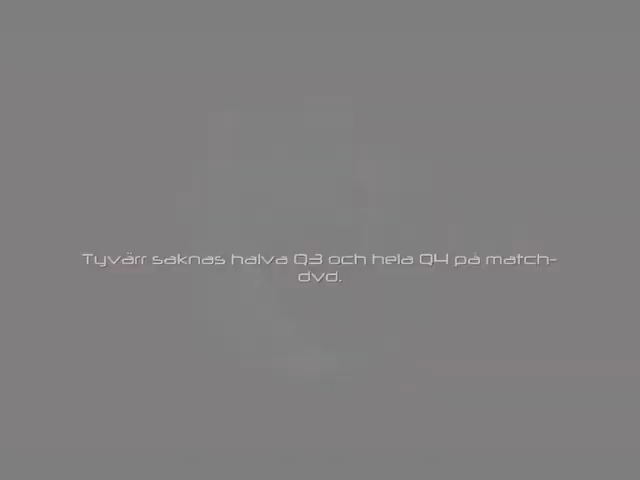 Tyvärr saknas halva Q3 och hela Q4 på match-
dvd.